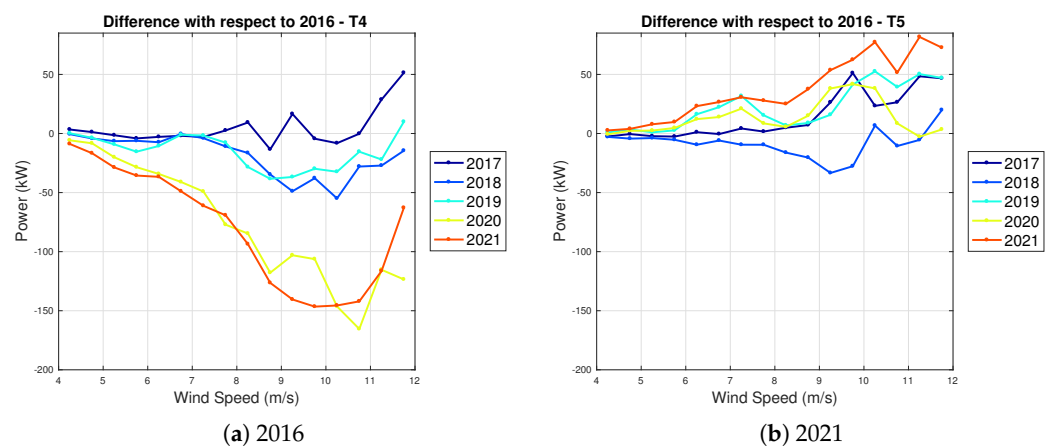 Difference with respect to 2016 - T4
50
0
-50
-100
-150
-200
4 5 6 7 8 9 10 11 12
Power (kW)
Wind Speed (m/s)
2017
2018
2019
2020
2021
(a) 2016
Difference with respect to 2016 - T5
50
0
-50
-100
-150
-200
4 5 6 7 8 9 10 11 12
Power (kW)
Wind Speed (m/s)
2017
2018
2019
2020
2021
(b) 2021